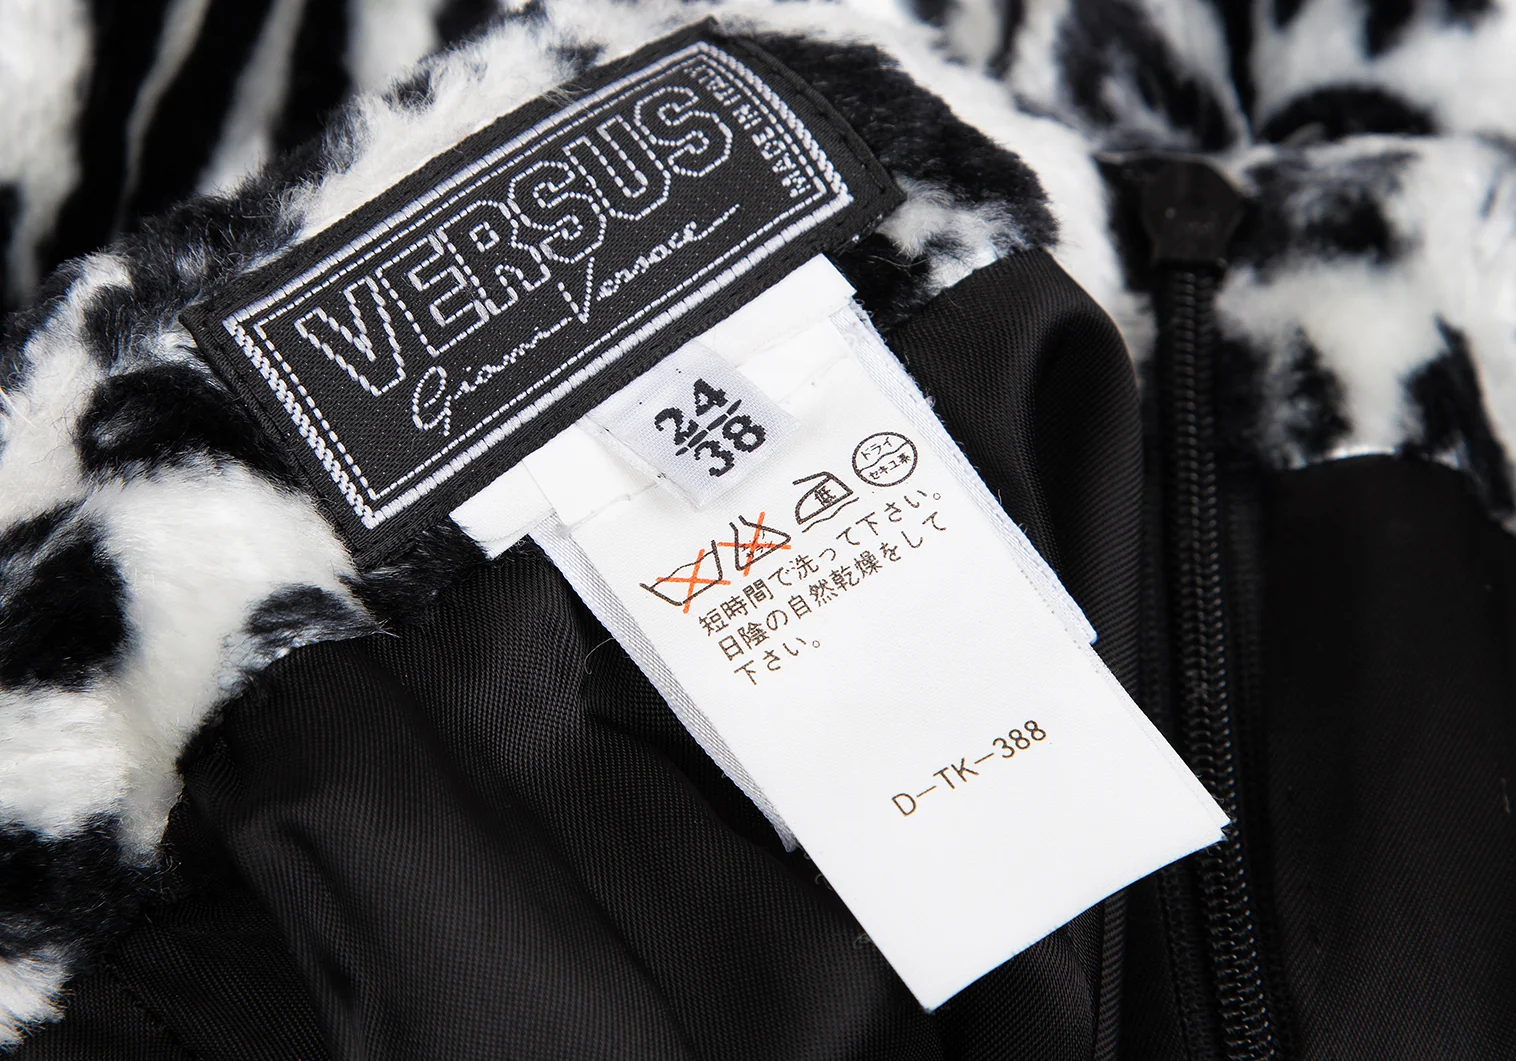 VERSUS
Gianni Versace
MADE IN ITALY
24
38
低
ドライ
セキユ系
短時間で洗って下さい。
日陰の自然乾燥をして
下さい。
D-TK-388